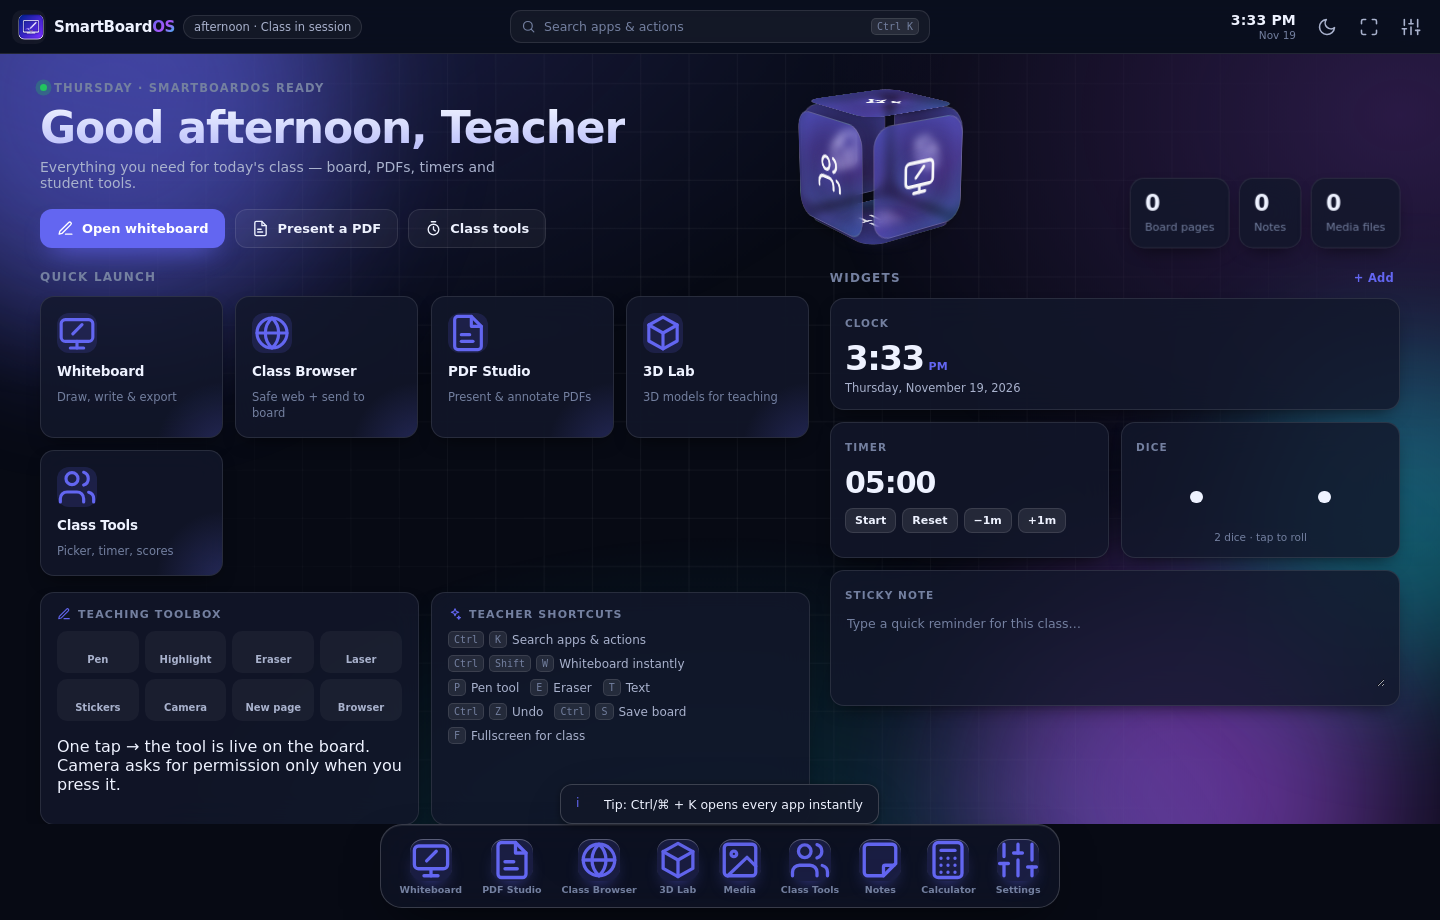 SmartBoardOS
afternoon · Class in session
Search apps & actions
Ctrl K
3:33 PM
Nov 19
THURSDAY · SMARTBOARDOS READY
Good afternoon, Teacher
Everything you need for today's class — board, PDFs, timers and
student tools.
Open whiteboard
Present a PDF
Class tools
0
Board pages
0
Notes
0
Media files
QUICK LAUNCH
Whiteboard
Draw, write & export
Class Browser
Safe web + send to
board
PDF Studio
Present & annotate PDFs
3D Lab
3D models for teaching
Class Tools
Picker, timer, scores
WIDGETS
+ Add
CLOCK
3:33 PM
Thursday, November 19, 2026
TIMER
05:00
Start
Reset
−1m
+1m
DICE
2 dice · tap to roll
STICKY NOTE
Type a quick reminder for this class…
TEACHING TOOLBOX
Pen
Highlight
Eraser
Laser
Stickers
Camera
New page
Browser
One tap → the tool is live on the board.
Camera asks for permission only when you
press it.
TEACHER SHORTCUTS
Ctrl K Search apps & actions
Ctrl Shift W Whiteboard instantly
P Pen tool E Eraser T Text
Ctrl Z Undo Ctrl S Save board
F Fullscreen for class
i Tip: Ctrl/⌘ + K opens every app instantly
Whiteboard
PDF Studio
Class Browser
3D Lab
Media
Class Tools
Notes
Calculator
Settings